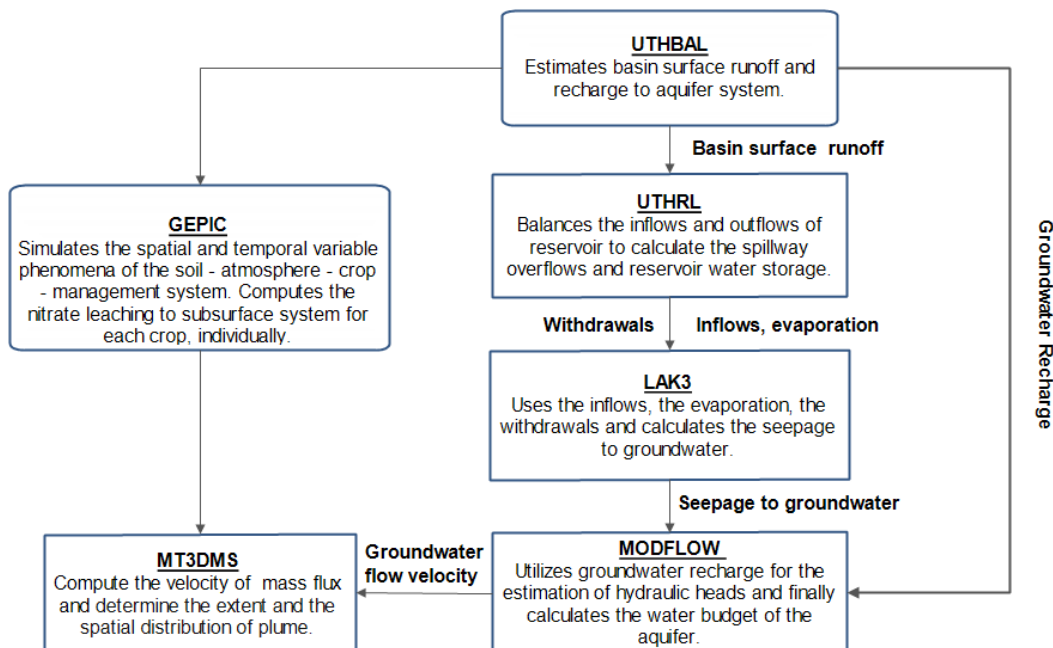 UTHBAL
Estimates basin surface runoff and
recharge to aquifer system.
Basin surface runoff
UTHRL
Balances the inflows and outflows of
reservoir to calculate the spillway
overflows and reservoir water storage.
GEPIC
Simulates the spatial and temporal variable
phenomena of the soil - atmosphere - crop
- management system. Computes the
nitrate leaching to subsurface system for
each crop, individually.
Groundwater Recharge
Withdrawals
Inflows, evaporation
LAK3
Uses the inflows, the evaporation, the
withdrawals and calculates the seepage
to groundwater.
Seepage to groundwater
MT3DMS
Compute the velocity of mass flux
and determine the extent and the
spatial distribution of plume.
Groundwater
flow velocity
MODFLOW
Utilizes groundwater recharge for the
estimation of hydraulic heads and finally
calculates the water budget of the
aquifer.